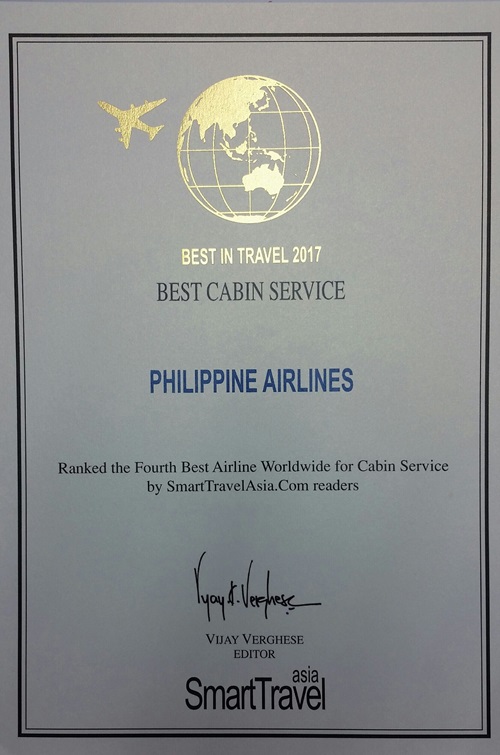 BEST IN TRAVEL 2017
BEST CABIN SERVICE
PHILIPPINE AIRLINES
Ranked the Fourth Best Airline Worldwide for Cabin Service
by SmartTravelAsia.Com readers
Vijay K. Verghese
VIJAY VERGHESE
EDITOR
asia
SmartTravel